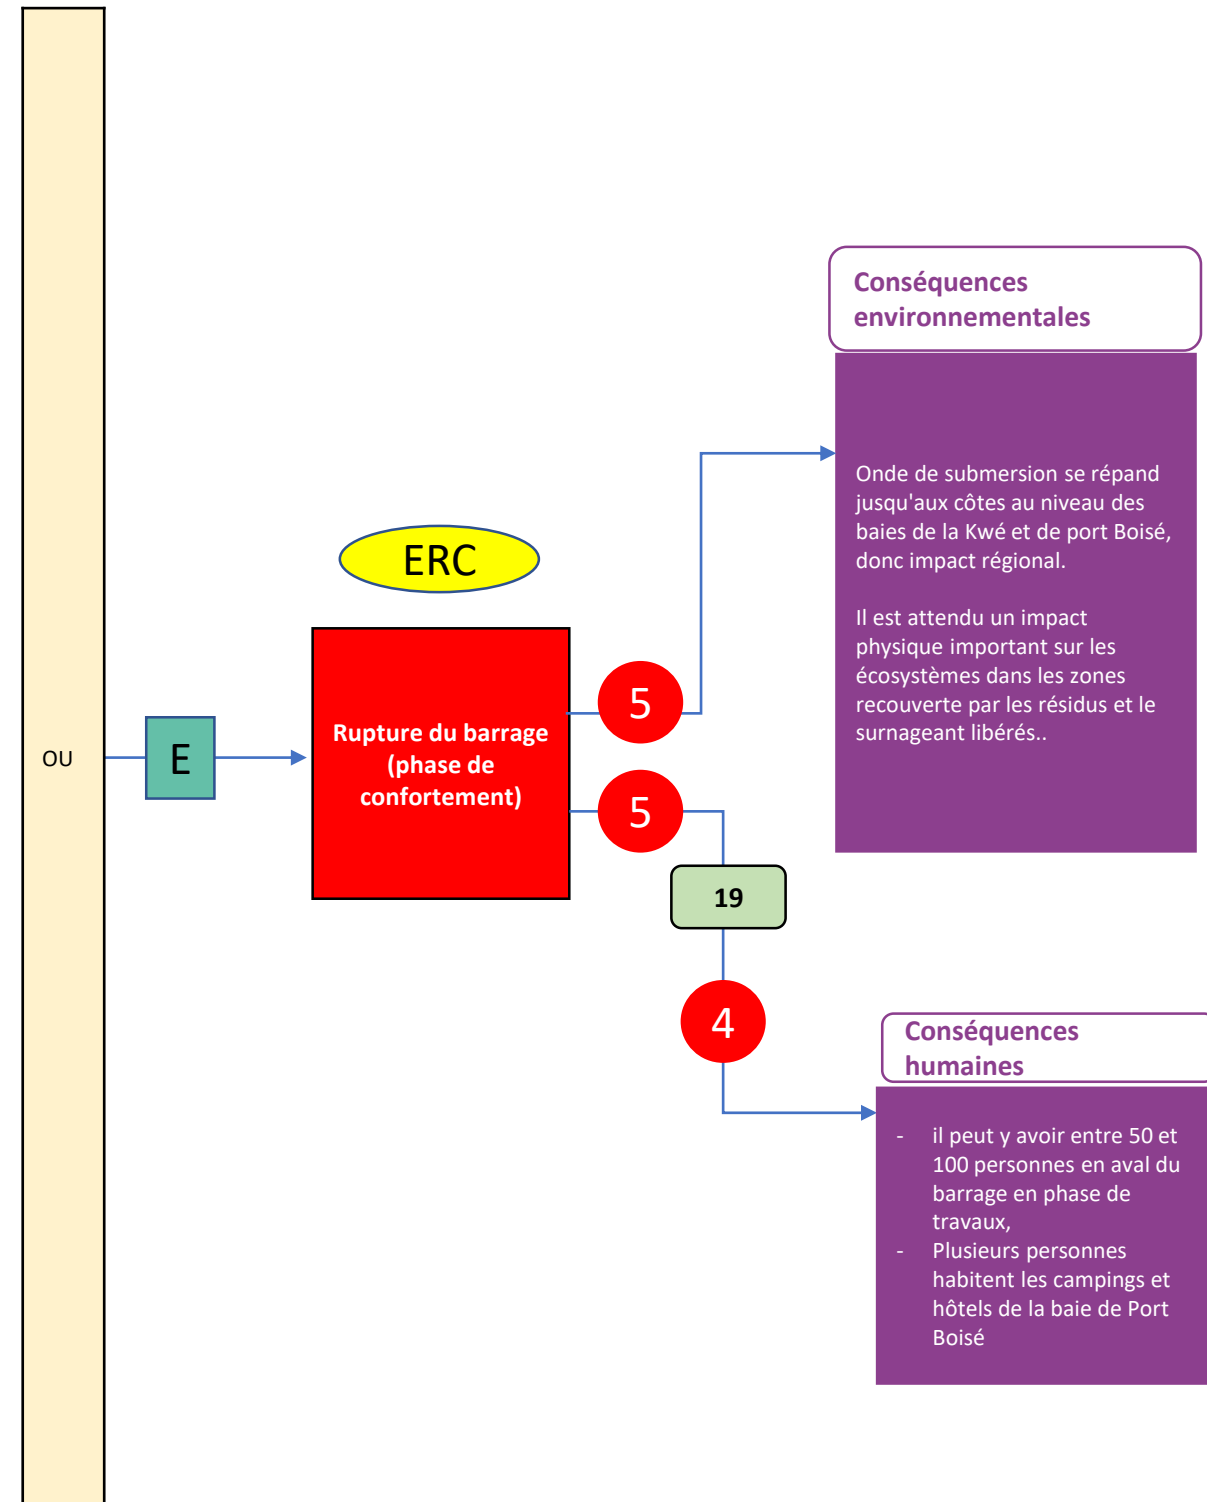 OU
E
ERC
Rupture du barrage
(phase de
confortement)
5
5
19
4
Conséquences
environnementales
Onde de submersion se répand
jusqu'aux côtes au niveau des
baies de la Kwé et de port Boisé,
donc impact régional.
Il est attendu un impact
physique important sur les
écosystèmes dans les zones
recouverte par les résidus et le
surnageant libérés..
Conséquences
humaines
- il peut y avoir entre 50 et
100 personnes en aval du
barrage en phase de
travaux,
- Plusieurs personnes
habitent les campings et
hôtels de la baie de Port
Boisé